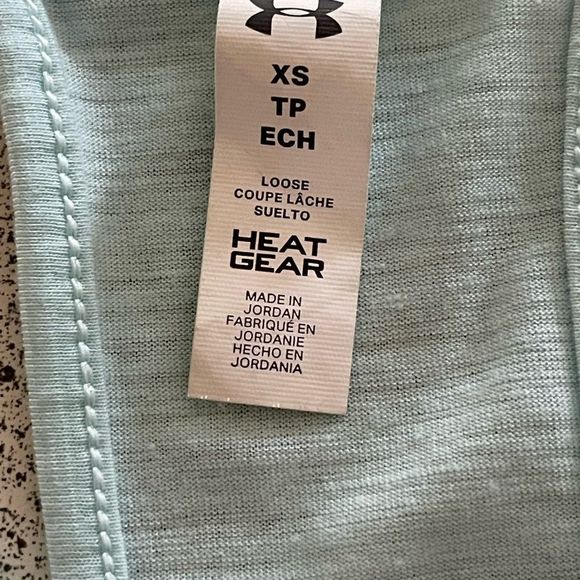 XS
TP
ECH
LOOSE
COUPE LÂCHE
SUELTO
HEAT
GEAR
MADE IN
JORDAN
FABRIQUÉ EN
JORDANIE
HECHO EN
JORDANIA